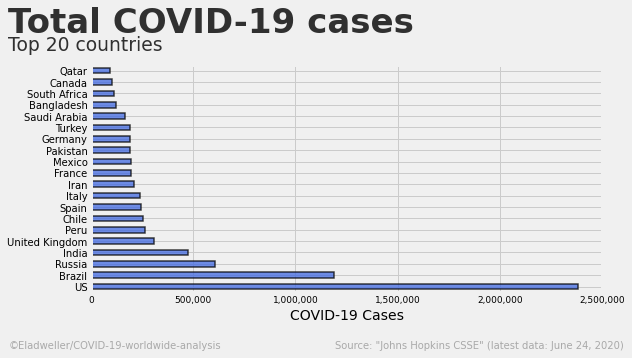 Total COVID-19 cases
Top 20 countries
Qatar
Canada
South Africa
Bangladesh
Saudi Arabia
Turkey
Germany
Pakistan
Mexico
France
Iran
Italy
Spain
Chile
Peru
United Kingdom
India
Russia
Brazil
US
0 500,000 1,000,000 1,500,000 2,000,000 2,500,000
COVID-19 Cases
©Eladweller/COVID-19-worldwide-analysis Source: "Johns Hopkins CSSE" (latest data: June 24, 2020)